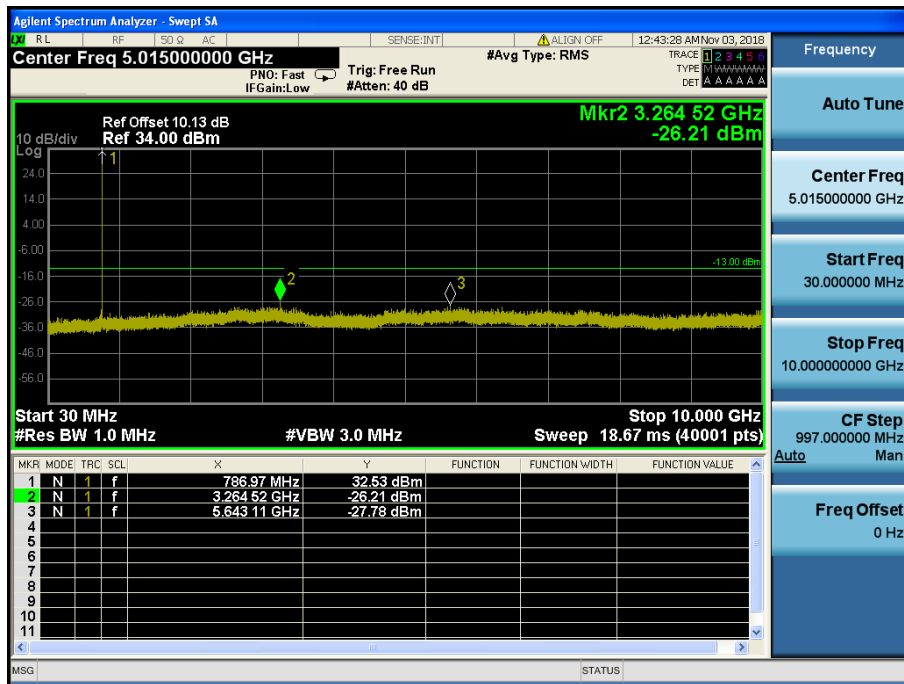 Agilent Spectrum Analyzer - Swept SA
LXI RL RF 50 Ω AC SENSE:INT ALIGN OFF 12:43:28 AM Nov 03, 2018
Center Freq 5.015000000 GHz
#Avg Type: RMS
TRACE 1 2 3 4 5 6
PNO: Fast
Trig: Free Run
TYPE MWWWWW
IFGain:Low
#Atten: 40 dB
DET A A A A A A
Mkr2 3.264 52 GHz
-26.21 dBm
Ref Offset 10.13 dB
10 dB/div Ref 34.00 dBm
Log
1
24.0
14.0
4.00
-6.00
-13.00 dBm
-16.0
2
3
-26.0
-36.0
-46.0
-56.0
Start 30 MHz
Stop 10.000 GHz
#Res BW 1.0 MHz
#VBW 3.0 MHz
Sweep 18.67 ms (40001 pts)
MKR MODE TRC SCL X Y FUNCTION FUNCTION WIDTH FUNCTION VALUE
1 N 1 f 786.97 MHz 32.53 dBm
2 N 1 f 3.264 52 GHz -26.21 dBm
3 N 1 f 5.643 11 GHz -27.78 dBm
4
5
6
7
8
9
10
11
MSG
STATUS
Frequency
Auto Tune
Center Freq
5.015000000 GHz
Start Freq
30.000000 MHz
Stop Freq
10.000000000 GHz
CF Step
997.000000 MHz
Auto Man
Freq Offset
0 Hz